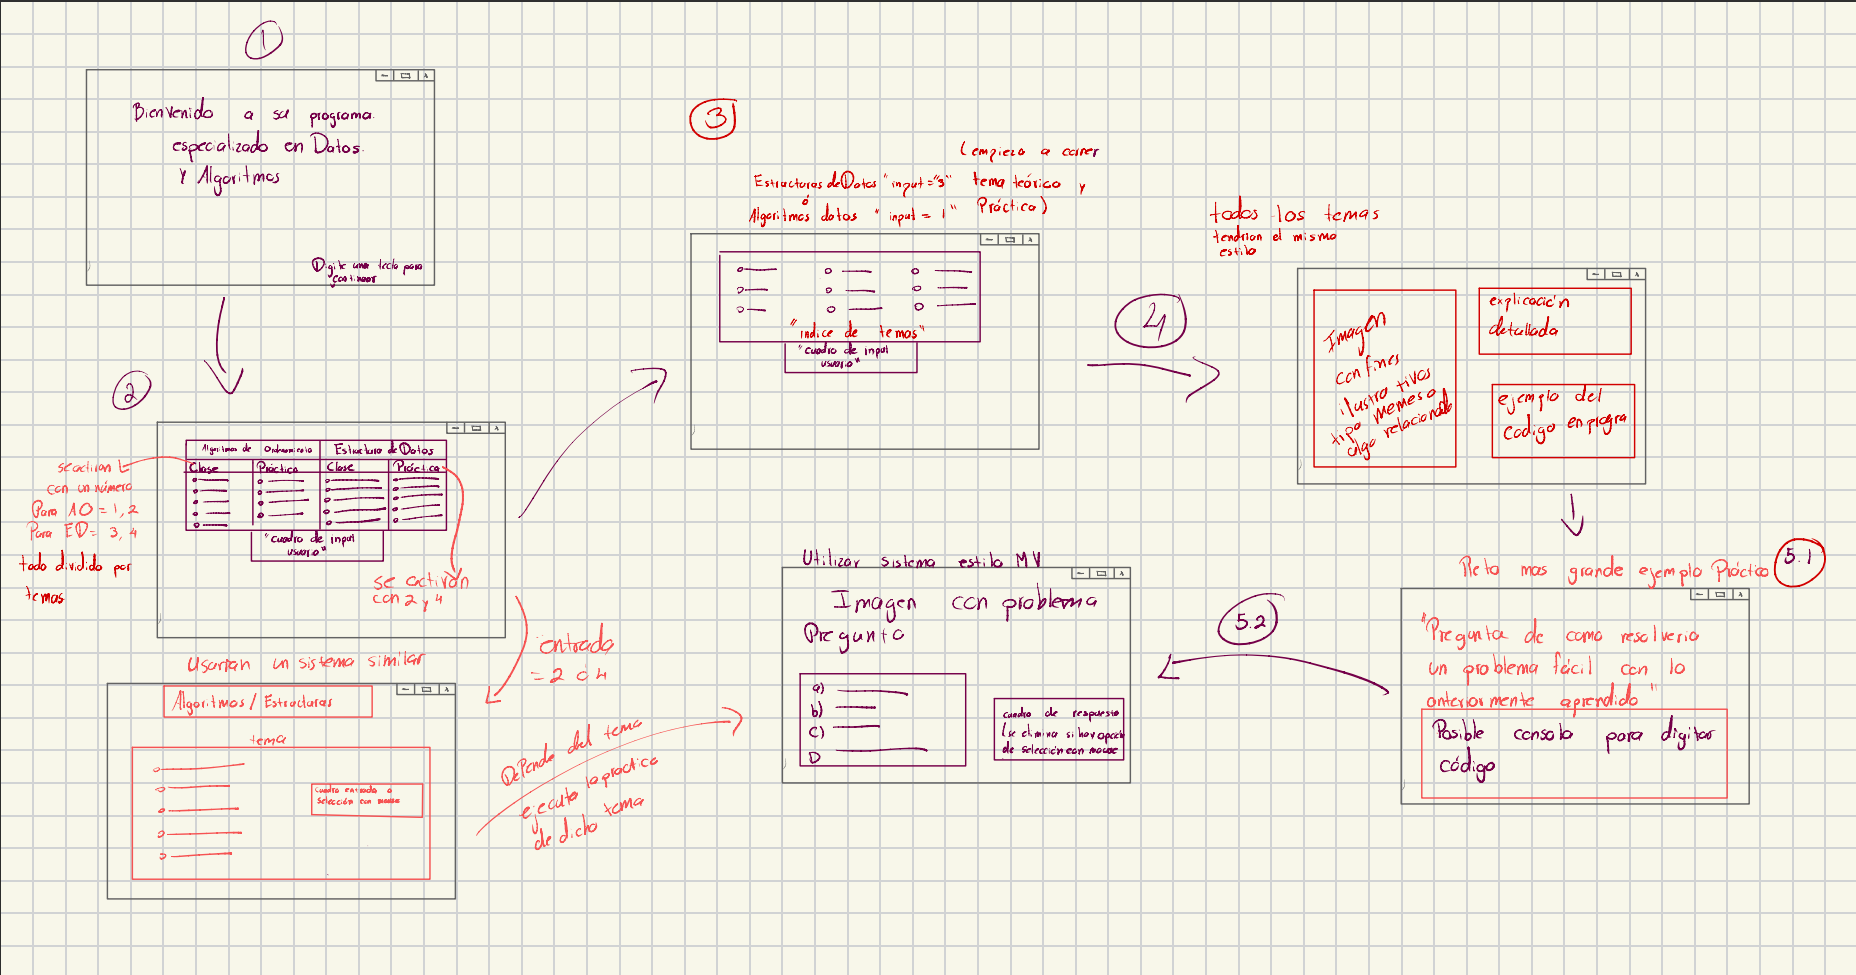 1
Bienvenido a su programa
especializado en Datos
y Algoritmos
Digite una tecla para
continuar
2
Algoritmos de Ordenamiento
Estructura de Datos
Clase
Práctica
Clase
Práctica
"cuadro de input
usuario"
se activan
con un número
Para AO = 1, 2
Para ED = 3, 4
todo dividido por
temas
se activan
con 2 y 4
entrada
= 2 ó 4
Usarian un sistema similar
Algoritmos / Estructuras
tema
Cuadro entrada o
selección con mouse
Depende del tema
ejecuta la practica
y
de dicho tema
3
(empieza a correr
Estructuras de Datos "input = "3" tema teórico y
ó
Algoritmos datos "input = 1" Práctica)
"indice de temas"
"cuadro de input
usuario"
4
todos los temas
tendrian el mismo
estilo
Imagen
con fines
ilustrativos
tipo memes o
algo relacionado
explicación
detallada
ejemplo del
codigo en progra
5.1
Reto mas grande ejemplo Práctico
"Pregunta de como resolveria
un problema fácil con lo
anteriormente aprendido"
Posible consola para digitar
código
5.2
Utilizar sistema estilo MV
Imagen con problema
Pregunta
a)
b)
c)
D
cuadro de respuesta
(se elimina si hay opción
de selección con mouse